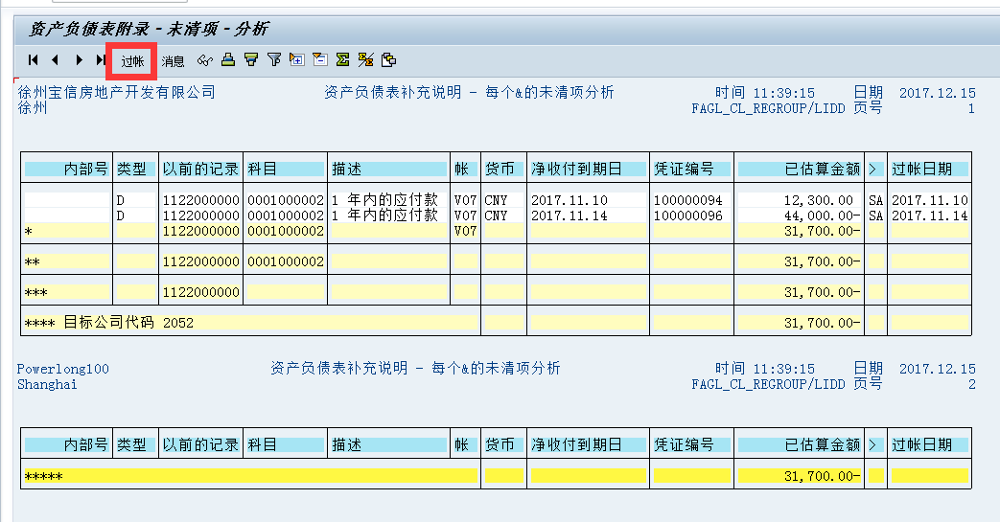 资产负债表附录 - 未清项 - 分析
过帐 消息
徐州宝信房地产开发有限公司 资产负债表补充说明 - 每个&的未清项分析 时间 11:39:15 日期 2017.12.15
徐州 FAGL_CL_REGROUP/LIDD 页号 1
内部号 类型 以前的记录 科目 描述 帐 货币 净收付到期日 凭证编号 已估算金额 > 过帐日期
D 1122000000 0001000002 1 年内的应付款 V07 CNY 2017.11.10 100000094 12,300.00 SA 2017.11.10
D 1122000000 0001000002 1 年内的应付款 V07 CNY 2017.11.14 100000096 44,000.00- SA 2017.11.14
* 1122000000 0001000002 V07 31,700.00-
** 1122000000 0001000002 31,700.00-
*** 1122000000 31,700.00-
**** 目标公司代码 2052 31,700.00-
Powerlong100 资产负债表补充说明 - 每个&的未清项分析 时间 11:39:15 日期 2017.12.15
Shanghai FAGL_CL_REGROUP/LIDD 页号 2
内部号 类型 以前的记录 科目 描述 帐 货币 净收付到期日 凭证编号 已估算金额 > 过帐日期
***** 31,700.00-